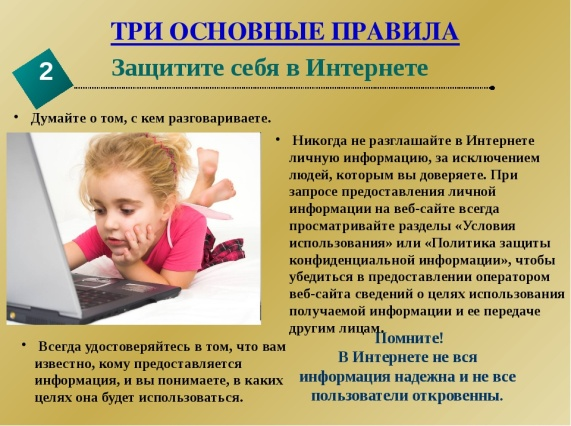 ТРИ ОСНОВНЫЕ ПРАВИЛА
2
Защитите себя в Интернете
• Думайте о том, с кем разговариваете.
• Никогда не разглашайте в Интернете
личную информацию, за исключением
людей, которым вы доверяете. При
запросе предоставления личной
информации на веб-сайте всегда
просматривайте разделы «Условия
использования» или «Политика защиты
конфиденциальной информации», чтобы
убедиться в предоставлении оператором
веб-сайта сведений о целях использования
получаемой информации и ее передаче
другим лицам.
• Всегда удостоверяйтесь в том, что вам
известно, кому предоставляется
информация, и вы понимаете, в каких
целях она будет использоваться.
Помните!
В Интернете не вся
информация надежна и не все
пользователи откровенны.